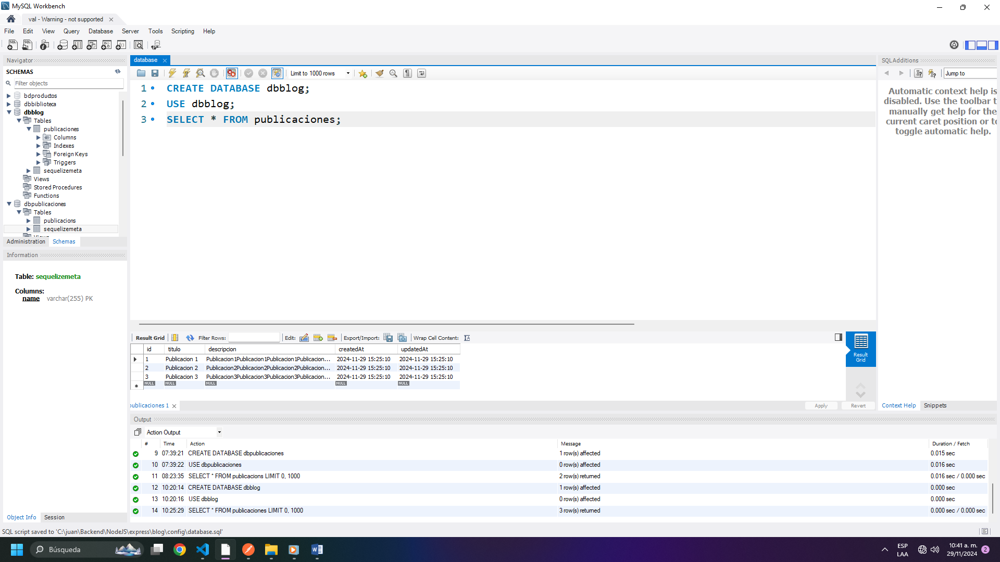 MySQL Workbench
val - Warning - not supported
File Edit View Query Database Server Tools Scripting Help
Navigator
SCHEMAS
Filter objects
bdproductos
dbbiblioteca
dbblog
Tables
publicaciones
Columns
Indexes
Foreign Keys
Triggers
sequelizemeta
Views
Stored Procedures
Functions
dbpublicaciones
Tables
publicacions
sequelizemeta
Views
Administration Schemas
Information
Table: sequelizemeta
Columns:
name varchar(255) PK
Object Info Session
database
Limit to 1000 rows
1 CREATE DATABASE dbblog;
2 USE dbblog;
3 SELECT * FROM publicaciones;
Result Grid Filter Rows: Edit: Export/Import: Wrap Cell Content:
id titulo descripcion createdAt updatedAt
1 Publicacion 1 Publicacion1Publicacion1Publicacion1Publicacion... 2024-11-29 15:25:10 2024-11-29 15:25:10
2 Publicacion 2 Publicacion2Publicacion2Publicacion2Publicacion... 2024-11-29 15:25:10 2024-11-29 15:25:10
3 Publicacion 3 Publicacion3Publicacion3Publicacion3Publicacion... 2024-11-29 15:25:10 2024-11-29 15:25:10
NULL NULL NULL NULL NULL
Result
Grid
publicaciones 1
Apply Revert
SQLAdditions
Jump to
Automatic context help is
disabled. Use the toolbar t
manually get help for the
current caret position or to
toggle automatic help.
Context Help Snippets
Output
Action Output
# Time Action Message Duration / Fetch
9 07:39:21 CREATE DATABASE dbpublicaciones 1 row(s) affected 0.015 sec
10 07:39:22 USE dbpublicaciones 0 row(s) affected 0.016 sec
11 08:23:35 SELECT * FROM publicacions LIMIT 0, 1000 2 row(s) returned 0.016 sec / 0.000 sec
12 10:20:14 CREATE DATABASE dbblog 1 row(s) affected 0.000 sec
13 10:20:16 USE dbblog 0 row(s) affected 0.000 sec
14 10:25:29 SELECT * FROM publicaciones LIMIT 0, 1000 3 row(s) returned 0.000 sec / 0.000 sec
SQL script saved to 'C:\juan\Backend\NodeJS\express\blog\config\database.sql'
Búsqueda
ESP
LAA
10:41 a. m.
29/11/2024
2